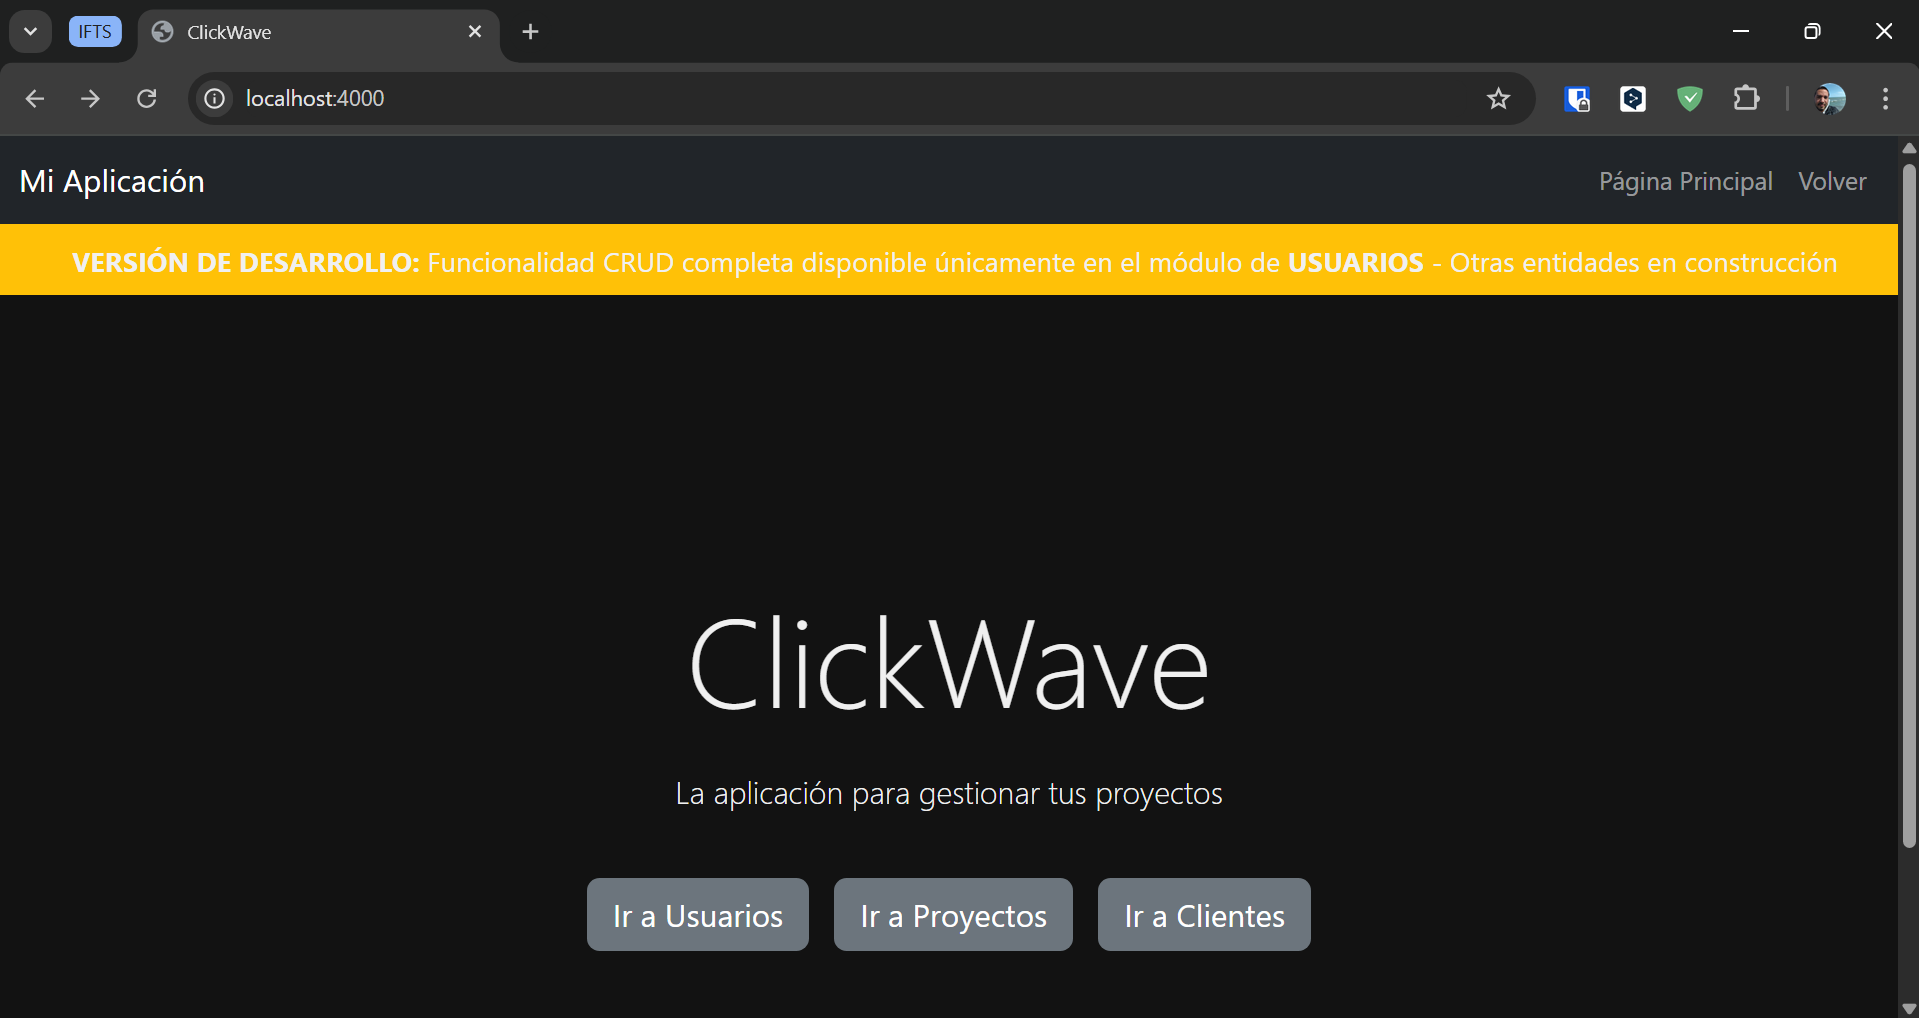 IFTS
ClickWave
localhost:4000
Mi Aplicación
Página Principal
Volver
VERSIÓN DE DESARROLLO: Funcionalidad CRUD completa disponible únicamente en el módulo de USUARIOS - Otras entidades en construcción
ClickWave
La aplicación para gestionar tus proyectos
Ir a Usuarios
Ir a Proyectos
Ir a Clientes